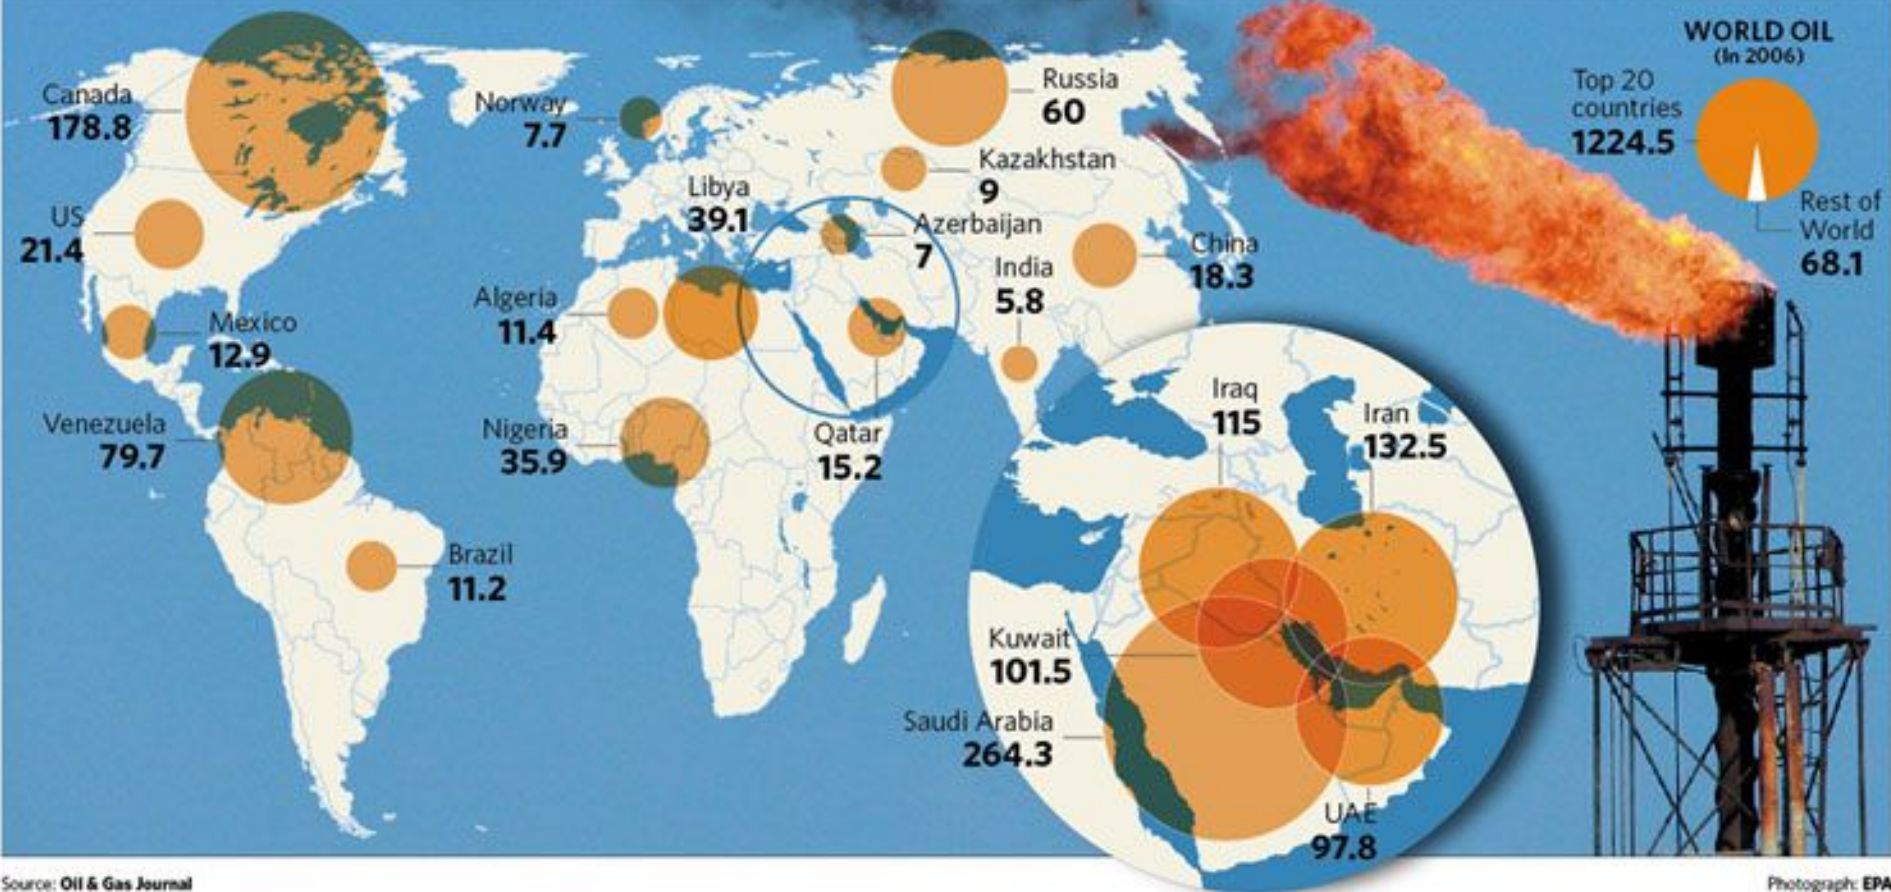 WORLD OIL
(In 2006)
Top 20
countries
1224.5
Rest of
World
68.1
Canada
178.8
US
21.4
Mexico
12.9
Venezuela
79.7
Brazil
11.2
Norway
7.7
Russia
60
Kazakhstan
9
Libya
39.1
Azerbaijan
7
China
18.3
India
5.8
Algeria
11.4
Nigeria
35.9
Qatar
15.2
Iraq
115
Iran
132.5
Kuwait
101.5
Saudi Arabia
264.3
UAE
97.8
Source: Oil & Gas Journal
Photograph: EPA